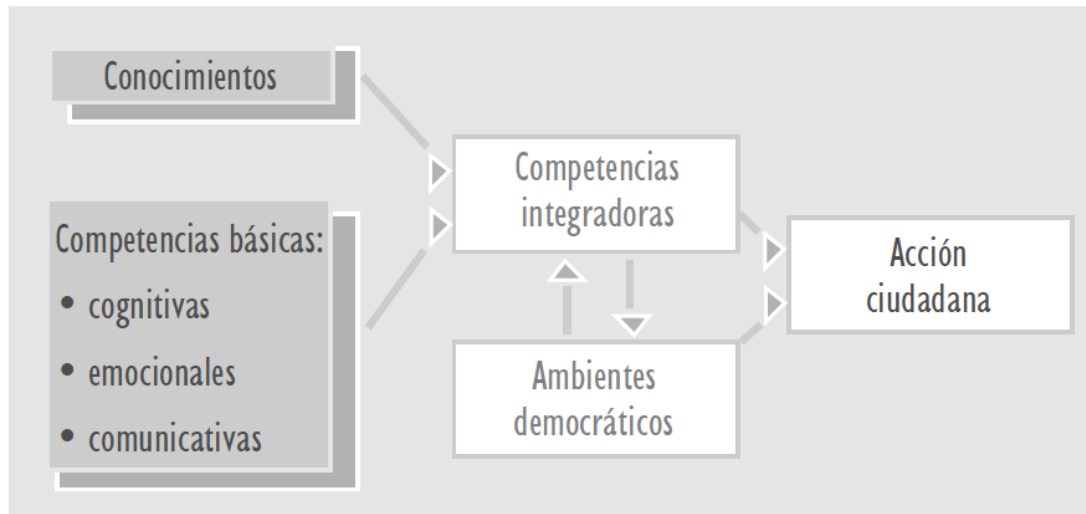 Conocimientos
Competencias básicas:
• cognitivas
• emocionales
• comunicativas
Competencias
integradoras
Ambientes
democráticos
Acción
ciudadana